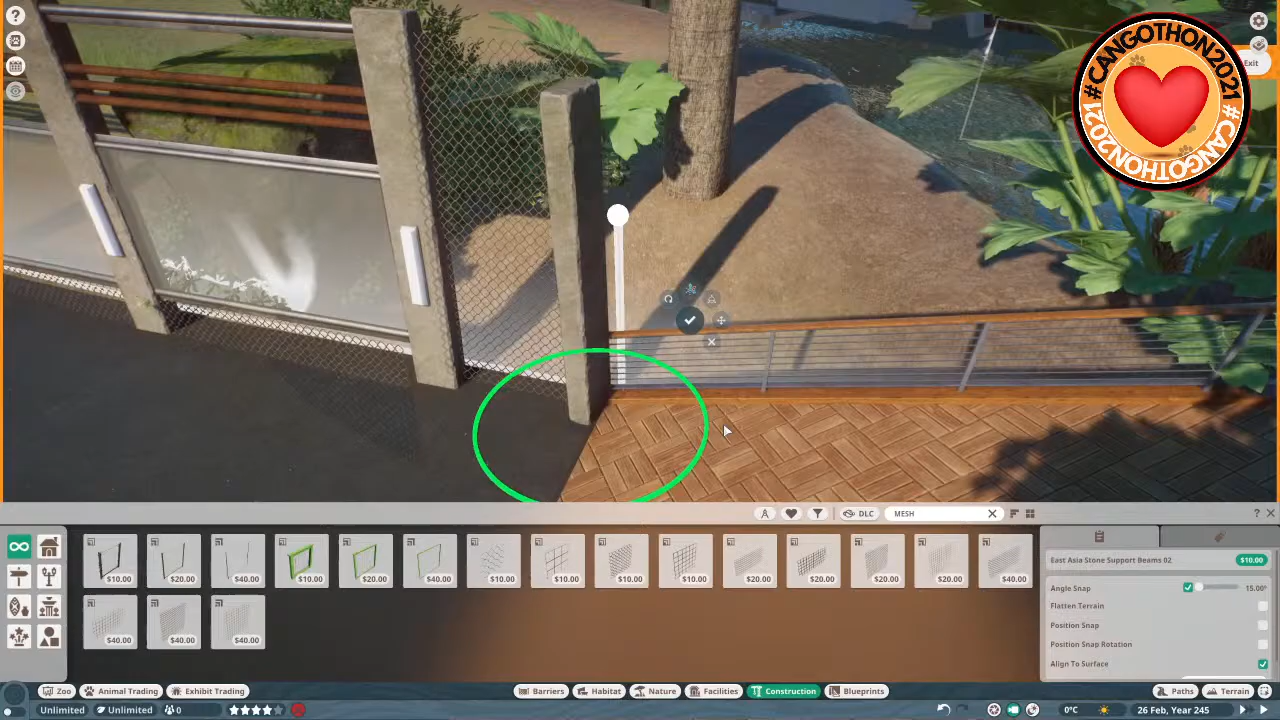 ?
Exit
#CANGOTHON2021
#CANGOTHON2021
A
DLC
MESH
?
$10.00 $20.00 $40.00 $10.00 $20.00 $40.00 $10.00 $10.00 $10.00 $10.00 $20.00 $20.00 $20.00 $20.00 $40.00
$40.00 $40.00 $40.00
East Asia Stone Support Beams 02 $10.00
Angle Snap 15.00°
Flatten Terrain
Position Snap
Position Snap Rotation
Align To Surface
Zoo Animal Trading Exhibit Trading Barriers Habitat Nature Facilities Construction Blueprints Paths Terrain
Unlimited Unlimited 0 0°C 26 Feb, Year 245